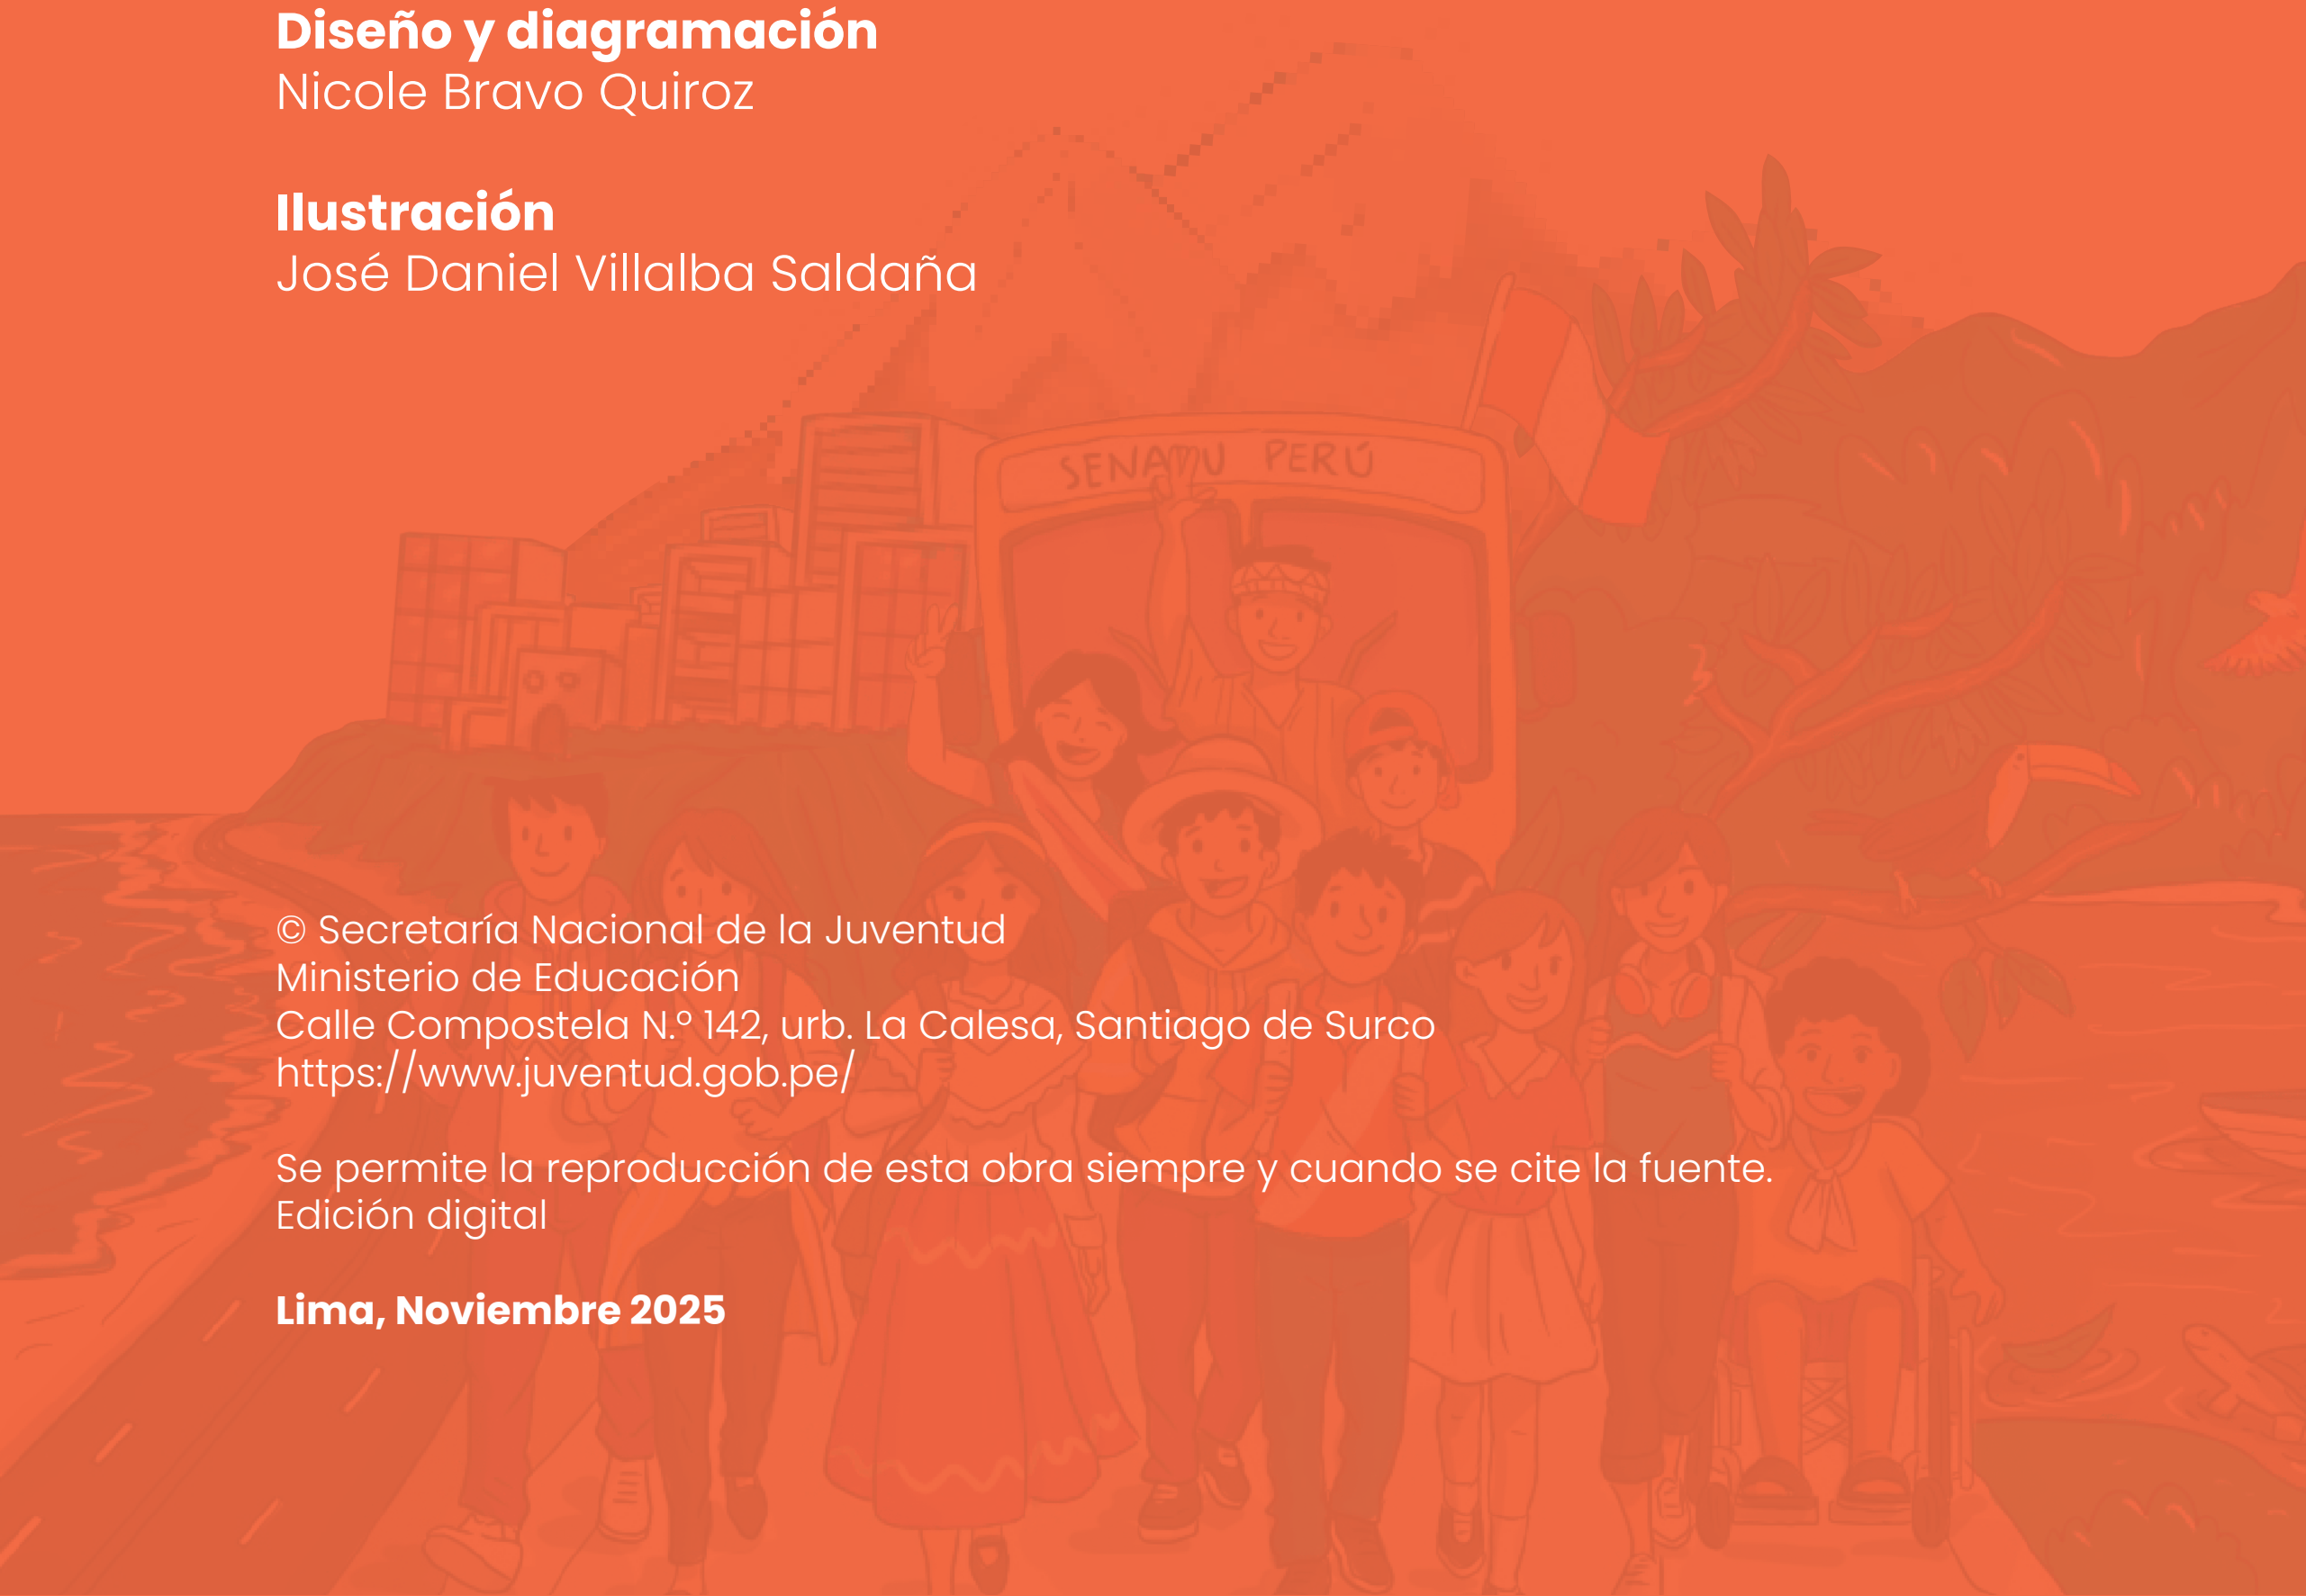 Diseño y diagramación
Nicole Bravo Quiroz
Ilustración
José Daniel Villalba Saldaña
SENAJU PERÚ
© Secretaría Nacional de la Juventud
Ministerio de Educación
Calle Compostela N.º 142, urb. La Calesa, Santiago de Surco
https://www.juventud.gob.pe/
Se permite la reproducción de esta obra siempre y cuando se cite la fuente.
Edición digital
Lima, Noviembre 2025